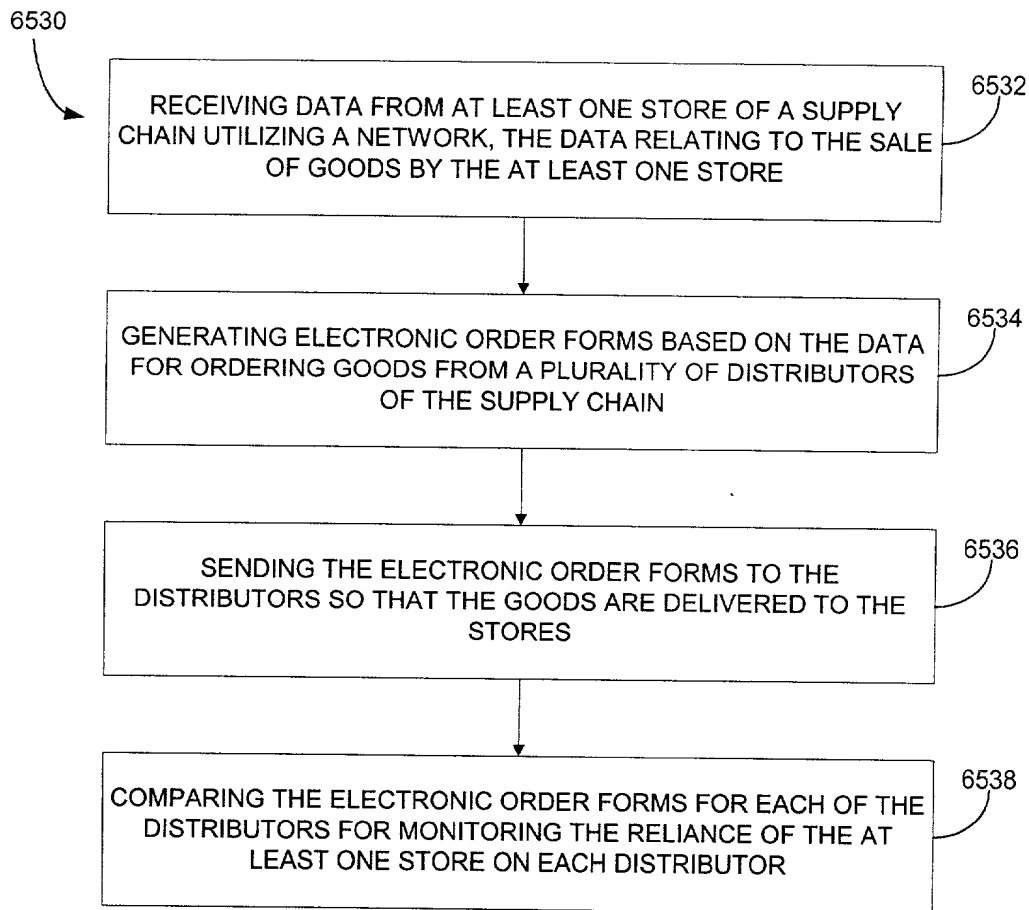 6530
RECEIVING DATA FROM AT LEAST ONE STORE OF A SUPPLY
CHAIN UTILIZING A NETWORK, THE DATA RELATING TO THE SALE
OF GOODS BY THE AT LEAST ONE STORE
6532
GENERATING ELECTRONIC ORDER FORMS BASED ON THE DATA
FOR ORDERING GOODS FROM A PLURALITY OF DISTRIBUTORS
OF THE SUPPLY CHAIN
6534
SENDING THE ELECTRONIC ORDER FORMS TO THE
DISTRIBUTORS SO THAT THE GOODS ARE DELIVERED TO THE
STORES
6536
COMPARING THE ELECTRONIC ORDER FORMS FOR EACH OF THE
DISTRIBUTORS FOR MONITORING THE RELIANCE OF THE AT
LEAST ONE STORE ON EACH DISTRIBUTOR
6538